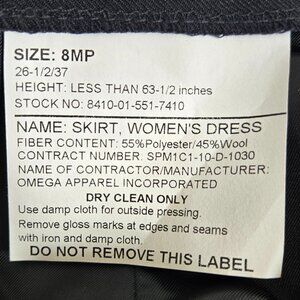 SIZE: 8MP
26-1/2/37
HEIGHT: LESS THAN 63-1/2 inches
STOCK NO: 8410-01-551-7410
NAME: SKIRT, WOMEN'S DRESS
FIBER CONTENT: 55%Polyester/45%Wool
CONTRACT NUMBER: SPM1C1-10-D-1030
NAME OF CONTRACTOR/MANUFACTURER:
OMEGA APPAREL INCORPORATED
DRY CLEAN ONLY
Use damp cloth for outside pressing.
Remove gloss marks at edges and seams
with iron and damp cloth.
DO NOT REMOVE THIS LABEL